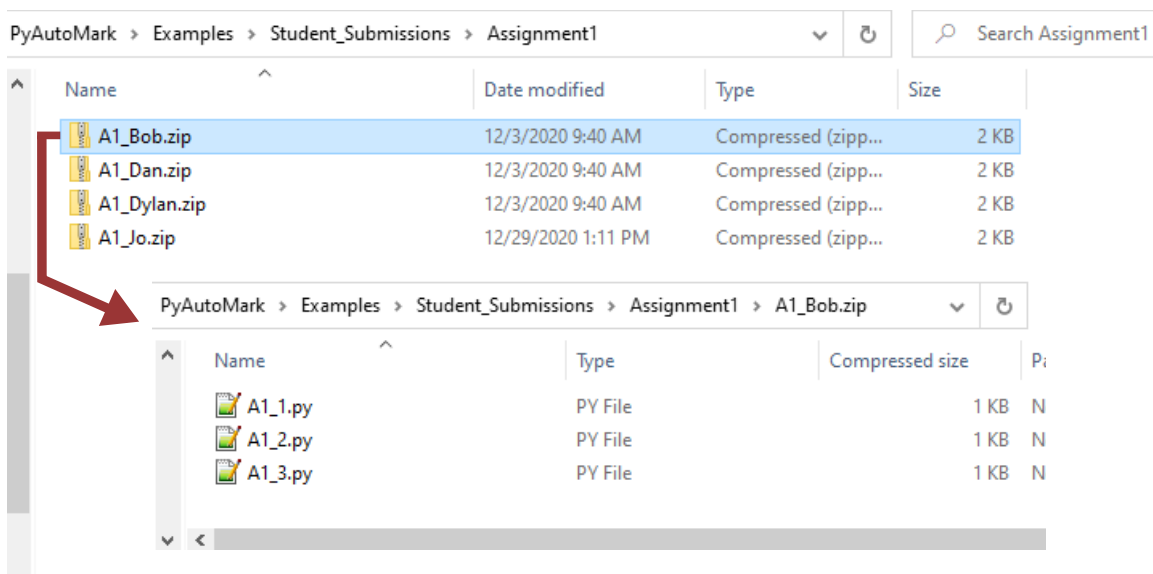 PyAutoMark > Examples > Student_Submissions > Assignment1 Search Assignment1
Name Date modified Type Size
A1_Bob.zip 12/3/2020 9:40 AM Compressed (zipp... 2 KB
A1_Dan.zip 12/3/2020 9:40 AM Compressed (zipp... 2 KB
A1_Dylan.zip 12/3/2020 9:40 AM Compressed (zipp... 2 KB
A1_Jo.zip 12/29/2020 1:11 PM Compressed (zipp... 2 KB
PyAutoMark > Examples > Student_Submissions > Assignment1 > A1_Bob.zip
Name Type Compressed size
A1_1.py PY File 1 KB N
A1_2.py PY File 1 KB N
A1_3.py PY File 1 KB N